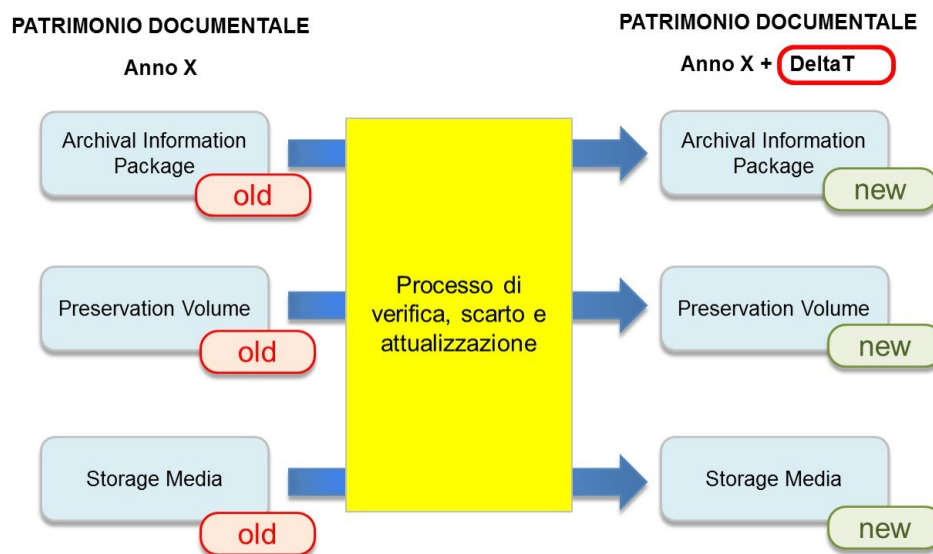 PATRIMONIO DOCUMENTALE
Anno X
PATRIMONIO DOCUMENTALE
Anno X + DeltaT
Archival Information
Package
old
Preservation Volume
old
Storage Media
old
Processo di
verifica, scarto e
attualizzazione
Archival Information
Package
new
Preservation Volume
new
Storage Media
new